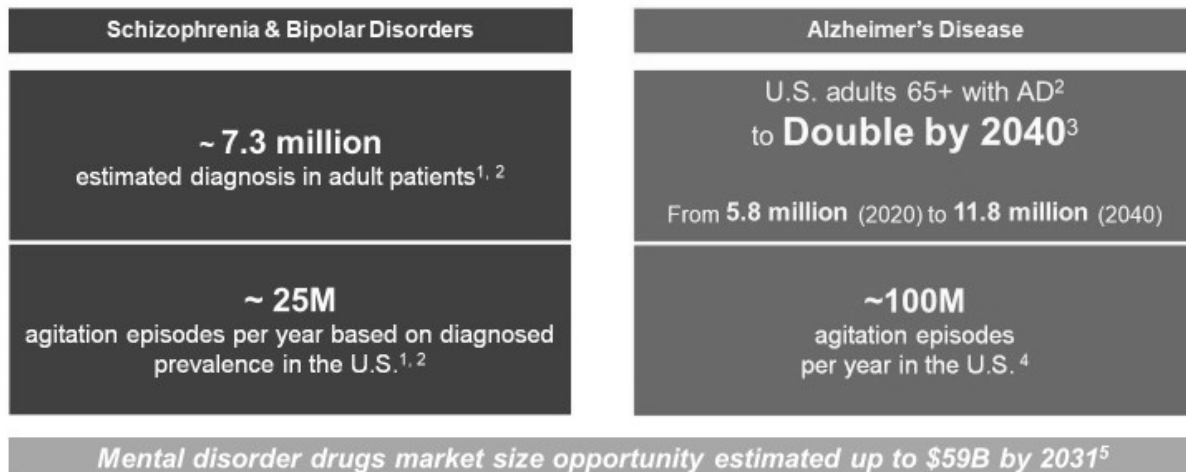 Schizophrenia & Bipolar Disorders
~ 7.3 million
estimated diagnosis in adult patients1, 2
~ 25M
agitation episodes per year based on diagnosed
prevalence in the U.S.1, 2
Alzheimer's Disease
U.S. adults 65+ with AD2
to Double by 20403
From 5.8 million (2020) to 11.8 million (2040)
~100M
agitation episodes
per year in the U.S. 4
Mental disorder drugs market size opportunity estimated up to $59B by 20315